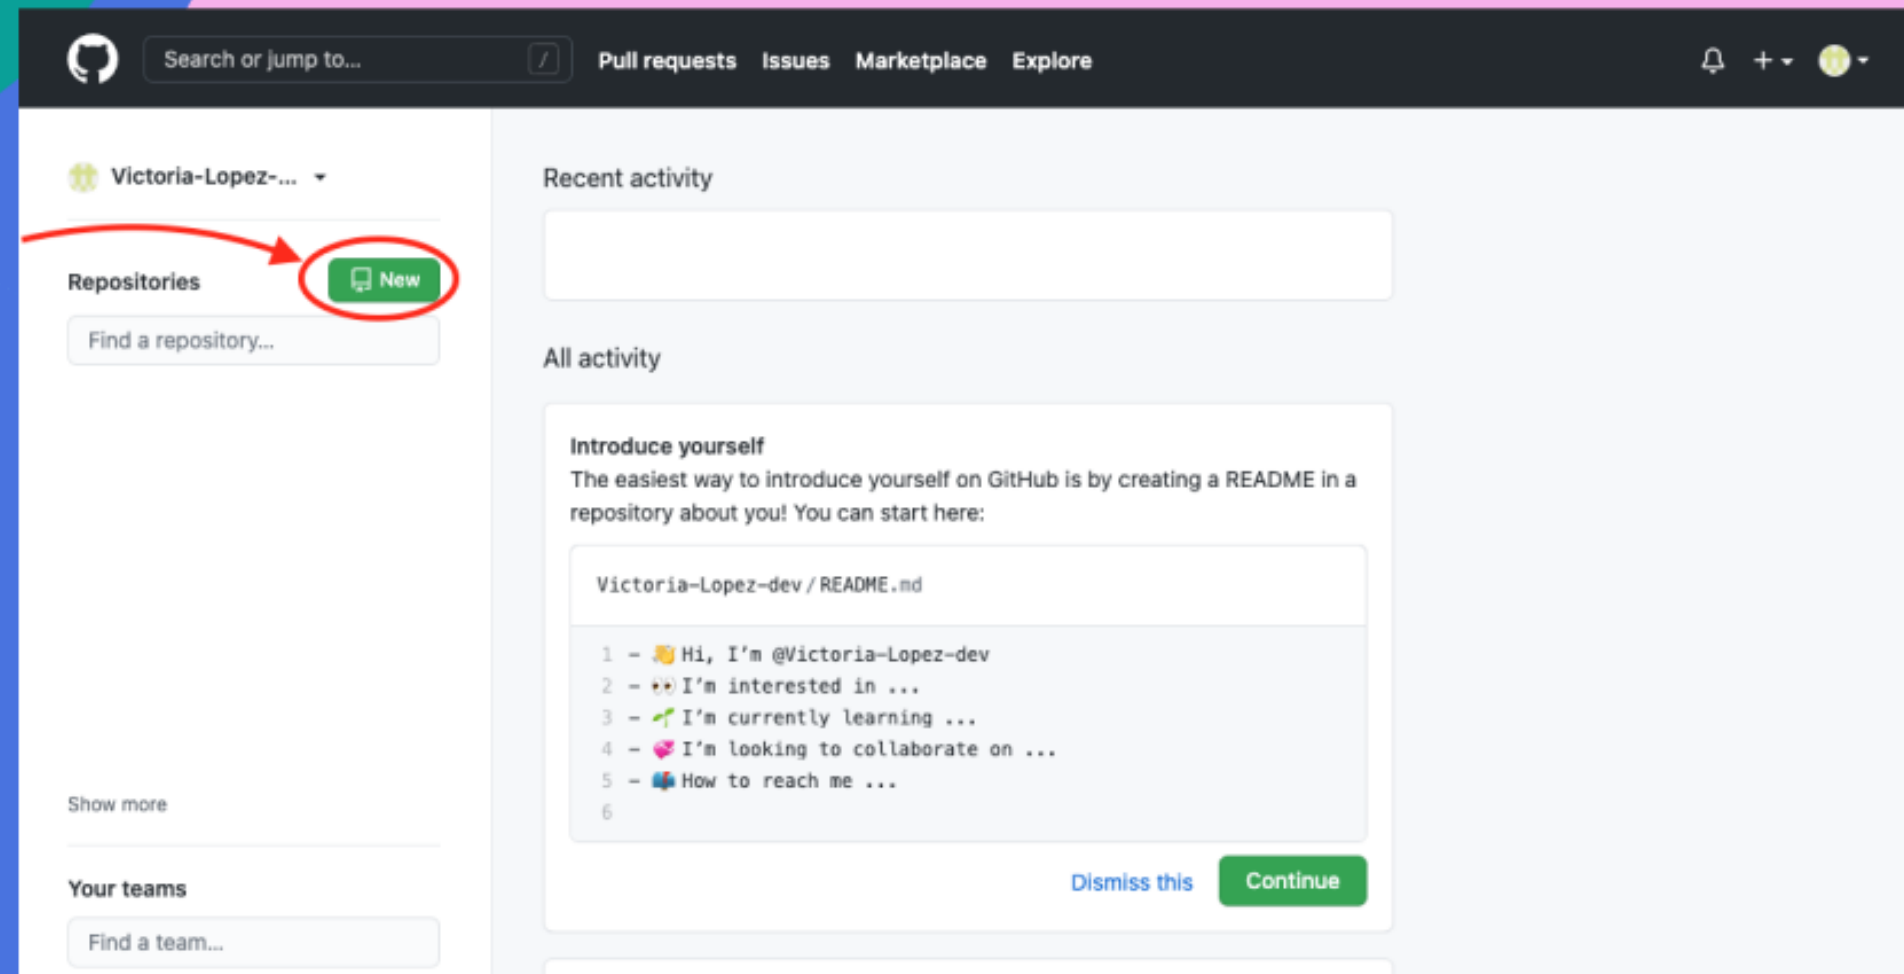 Search or jump to... /
Pull requests
Issues
Marketplace
Explore
Victoria-Lopez-...
Repositories
New
Find a repository...
Show more
Your teams
Find a team...
Recent activity
All activity
Introduce yourself
The easiest way to introduce yourself on GitHub is by creating a README in a
repository about you! You can start here:
Victoria-Lopez-dev/README.md
1 - 👋 Hi, I’m @Victoria-Lopez-dev
2 - 👀 I’m interested in ...
3 - 🌱 I’m currently learning ...
4 - 💞️ I’m looking to collaborate on ...
5 - 📫 How to reach me ...
6
Dismiss this
Continue